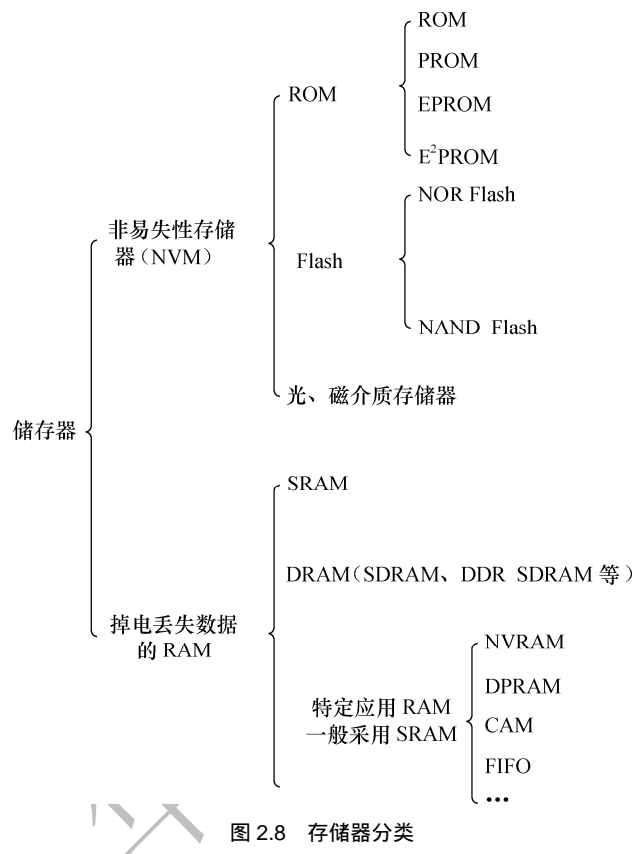 ROM
PROM
EPROM
E²PROM
ROM
NOR Flash
NAND Flash
Flash
非易失性存储
器(NVM)
光、磁介质存储器
储存器
SRAM
DRAM(SDRAM、DDR SDRAM 等)
掉电丢失数据
的 RAM
NVRAM
DPRAM
CAM
FIFO
•••
特定应用 RAM
一般采用 SRAM
图 2.8 存储器分类